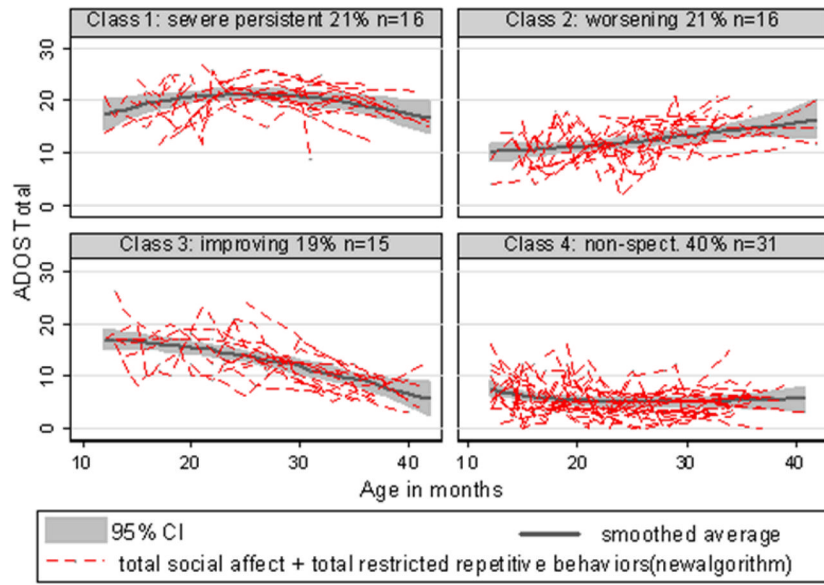 Class 1: severe persistent 21% n=16
Class 2: worsening 21% n=16
30
20
10
0
Class 3: improving 19% n=15
Class 4: non-spect. 40% n=31
30
20
10
0
ADOS Total
10 20 30 40 10 20 30 40
Age in months
95% CI
smoothed average
total social affect + total restricted repetitive behaviors(newalgorithm)